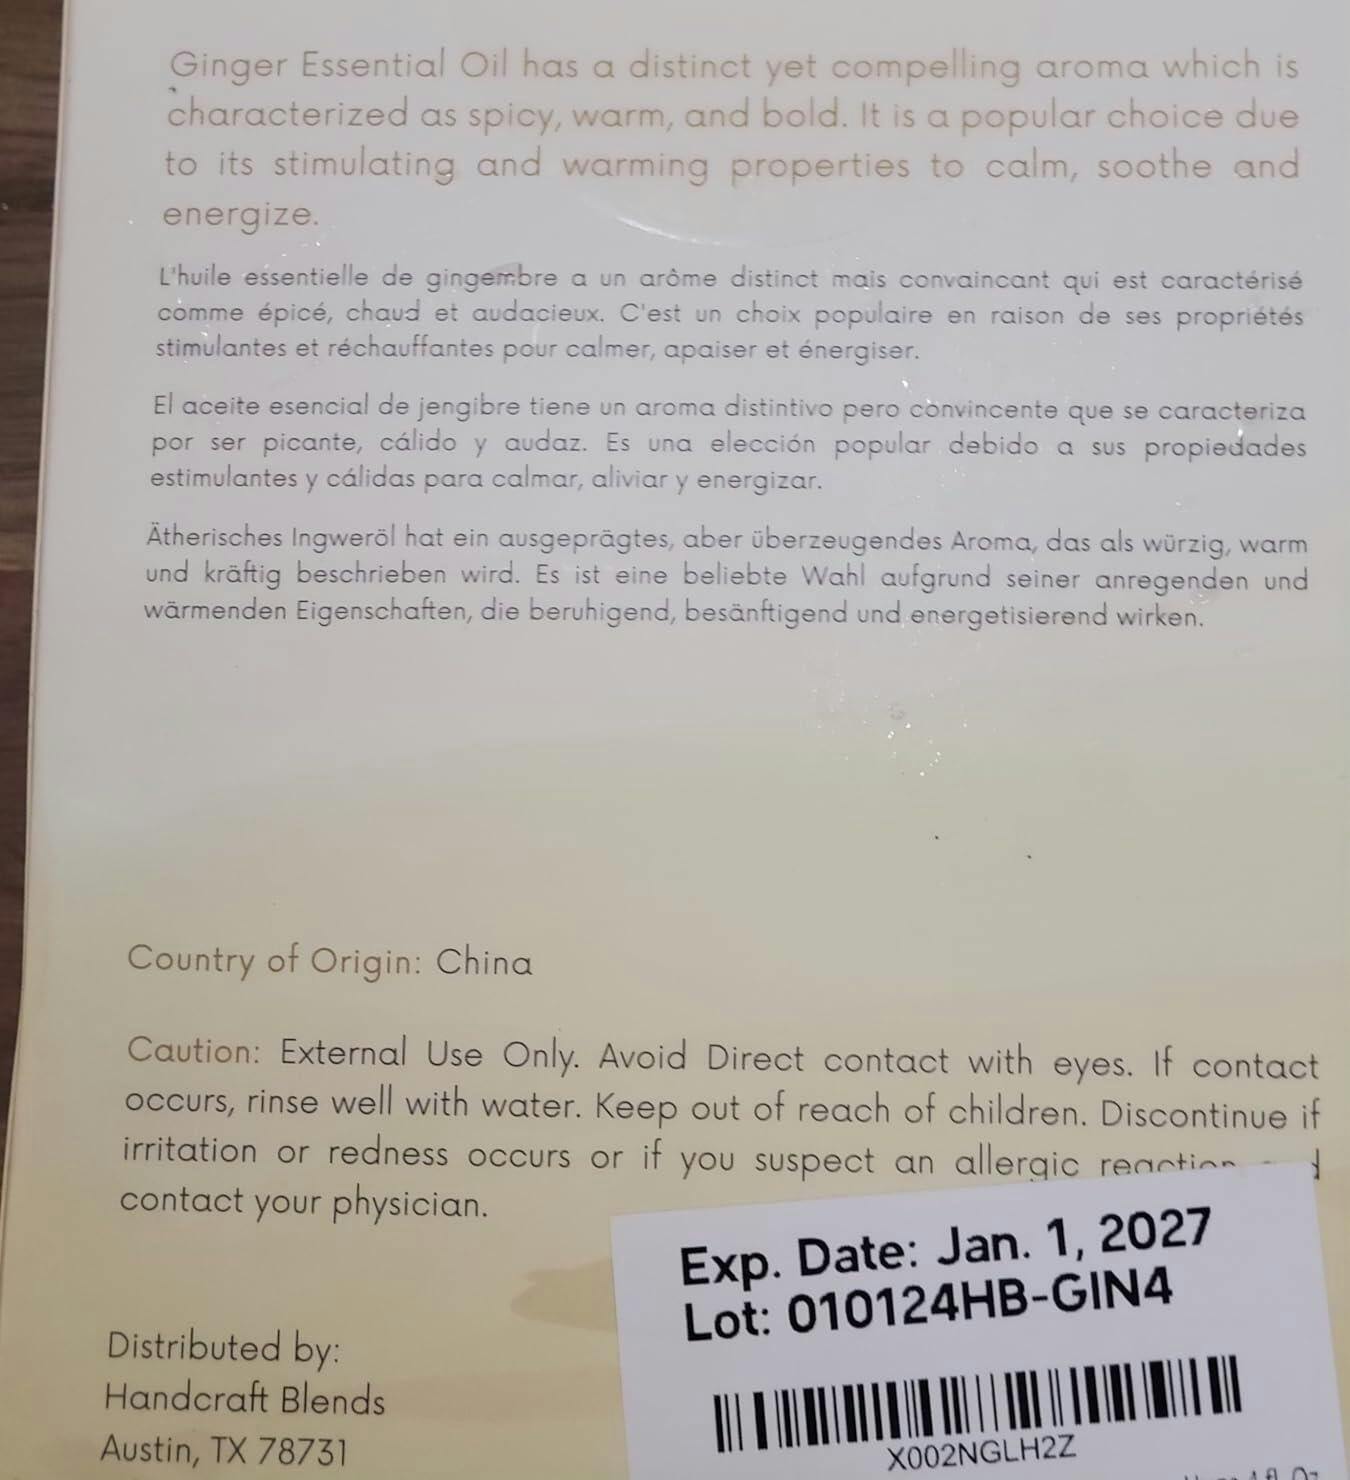 Ginger Essential Oil has a distinct yet compelling aroma which is
characterized as spicy, warm, and bold. It is a popular choice due
to its stimulating and warming properties to calm, soothe and
energize.
L'huile essentielle de gingembre a un arôme distinct mais convaincant qui est caractérisé
comme épicé, chaud et audacieux. C'est un choix populaire en raison de ses propriétés
stimulantes et réchauffantes pour calmer, apaiser et énergiser.
El aceite esencial de jengibre tiene un aroma distintivo pero convincente que se caracteriza
por ser picante, cálido y audaz. Es una elección popular debido a sus propiedades
estimulantes y cálidas para calmar, aliviar y energizar.
Ätherisches Ingweröl hat ein ausgeprägtes, aber überzeugendes Aroma, das als würzig, warm
und kräftig beschrieben wird. Es ist eine beliebte Wahl aufgrund seiner anregenden und
wärmenden Eigenschaften, die beruhigend, besänftigend und energetisierend wirken.
Country of Origin: China
Caution: External Use Only. Avoid Direct contact with eyes. If contact
occurs, rinse well with water. Keep out of reach of children. Discontinue if
irritation or redness occurs or if you suspect an allergic reaction
contact your physician.
Exp. Date: Jan. 1, 2027
Lot: 010124HB-GIN4
X002NGLH2Z
Distributed by:
Handcraft Blends
Austin, TX 78731